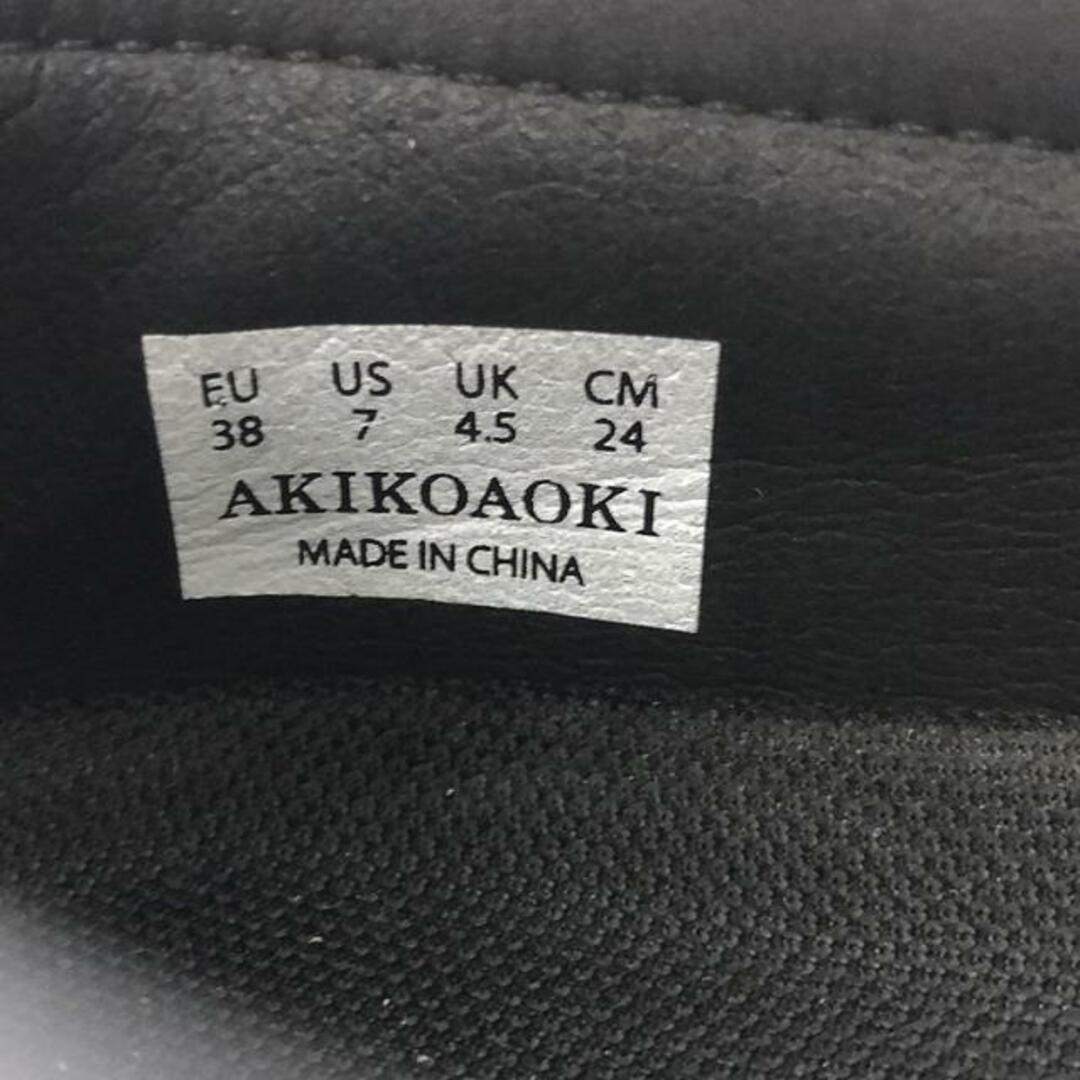 EU US UK CM
38 7 4.5 24
AKIKOAOKI
MADE IN CHINA